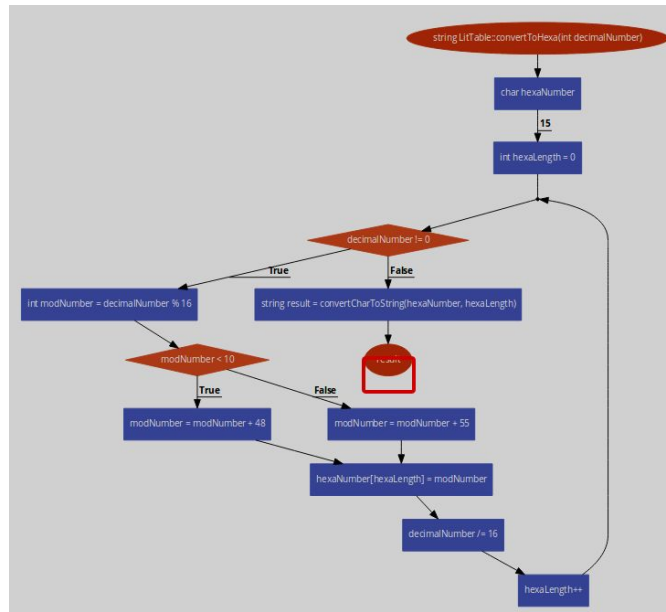 string LitTable::convertToHexa(int decimalNumber)
char hexaNumber
15
int hexaLength = 0
decimalNumber != 0
True
False
int modNumber = decimalNumber % 16
string result = convertCharToString(hexaNumber, hexaLength)
modNumber < 10
result
True
False
modNumber = modNumber + 48
modNumber = modNumber + 55
hexaNumber[hexaLength] = modNumber
decimalNumber /= 16
hexaLength++